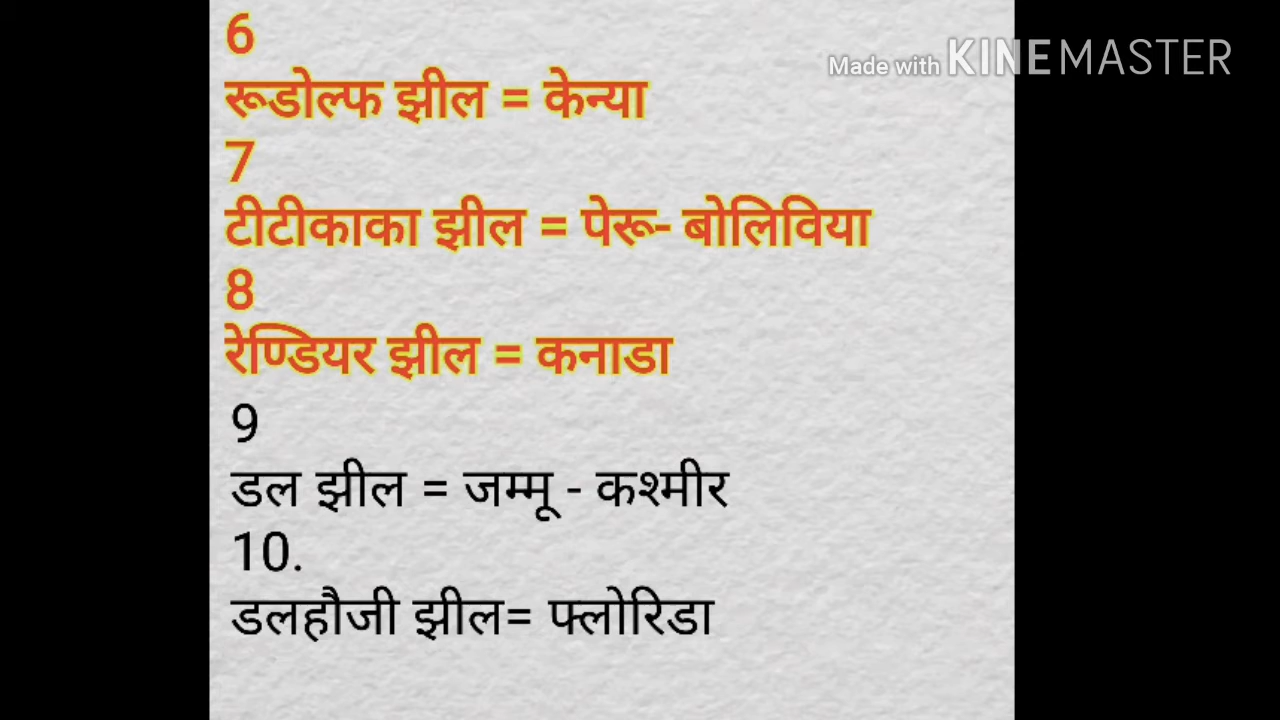 6
Made with KINEMASTER
रूडोल्फ झील = केन्या
7
टीटीकाका झील = पेरू- बोलिविया
8
रेण्डियर झील = कनाडा
9
डल झील = जम्मू - कश्मीर
10.
डलहौजी झील= फ्लोरिडा